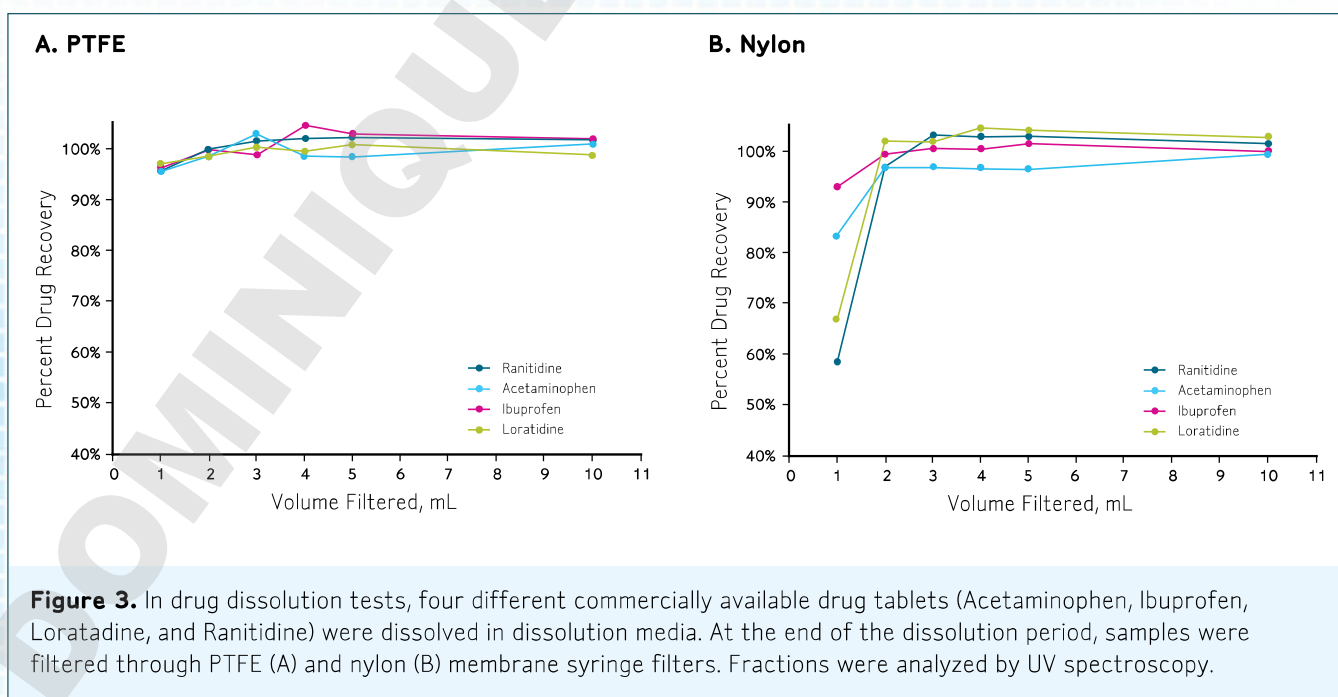 A. PTFE
100%
90%
80%
70%
60%
50%
40%
Percent Drug Recovery
0 1 2 3 4 5 6 7 8 9 10 11
Volume Filtered, mL
Ranitidine
Acetaminophen
Ibuprofen
Loratidine
B. Nylon
100%
90%
80%
70%
60%
50%
40%
Percent Drug Recovery
0 1 2 3 4 5 6 7 8 9 10 11
Volume Filtered, mL
Ranitidine
Acetaminophen
Ibuprofen
Loratidine
Figure 3. In drug dissolution tests, four different commercially available drug tablets (Acetaminophen, Ibuprofen,
Loratadine, and Ranitidine) were dissolved in dissolution media. At the end of the dissolution period, samples were
filtered through PTFE (A) and nylon (B) membrane syringe filters. Fractions were analyzed by UV spectroscopy.